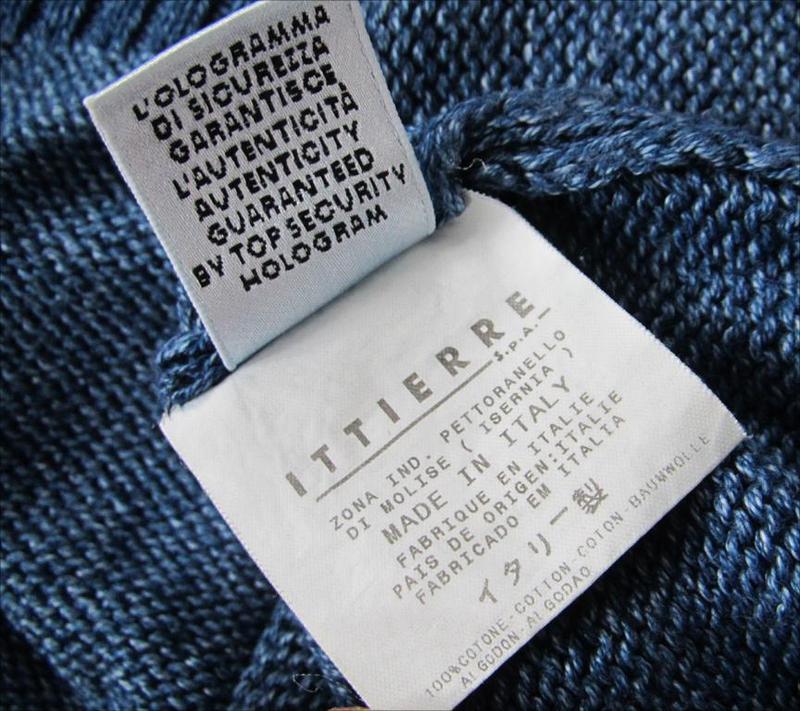 L'OLOGRAMMA
DI SICUREZZA
GARANTISCE
L'AUTENTICITÀ
AUTENTICITY
GUARANTEED
BY TOP SECURITY
HOLOGRAM
ITTIERRE
S.P.A.
ZONA IND. PETTORANELLO
DI MOLISE ( ISERNIA )
MADE IN ITALY
FABRIQUE EN ITALIE
PAIS DE ORIGEN:ITALIE
FABRICADO EM ITALIA
イタリー製
100%COTONE-COTTON-COTON-BAUMWOLLE
ALGODON-ALGODAO